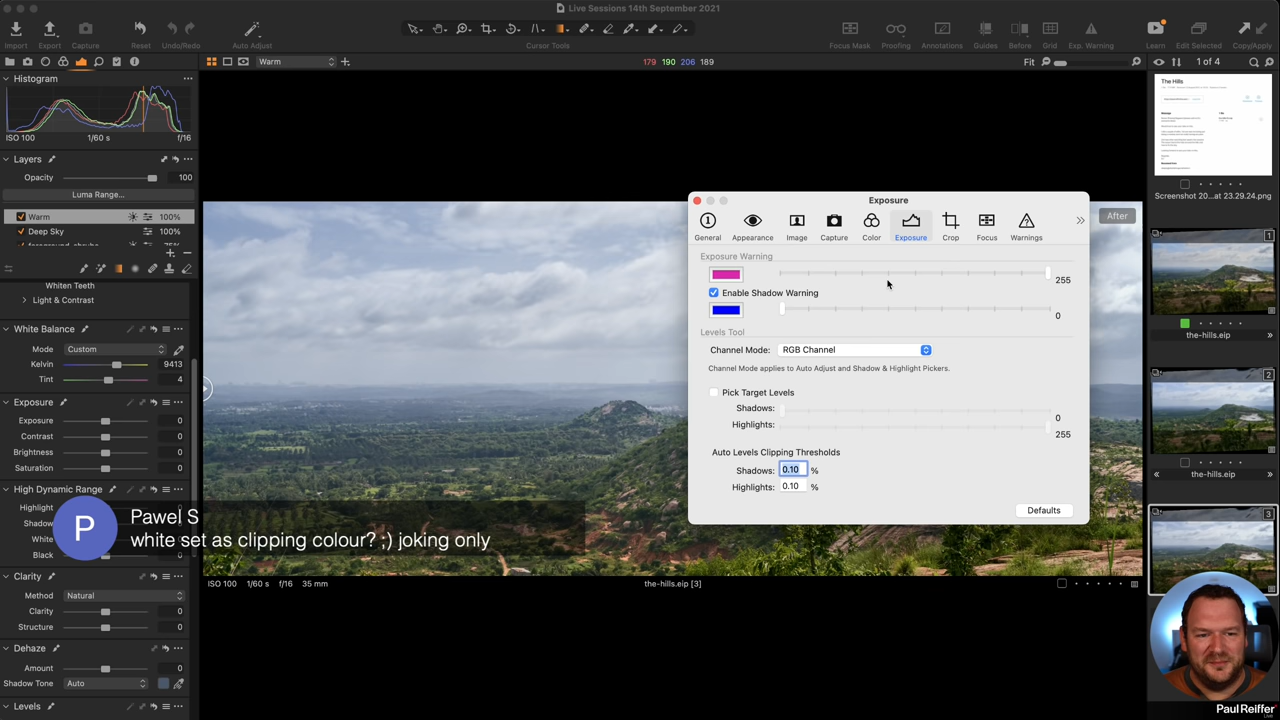 Live Sessions 14th September 2021
Import
Export
Capture
Reset
Undo/Redo
Auto Adjust
Cursor Tools
Focus Mask
Proofing
Annotations
Guides
Before
Grid
Exp. Warning
Learn
Edit Selected
Copy/Apply
Warm
179 190 206 189
Fit
1 of 4
Histogram
ISO 100 1/60 s f/16
Layers
Opacity 100
Luma Range...
Warm 100%
Deep Sky 100%
Whiten Teeth
Light & Contrast
White Balance
Mode Custom
Kelvin 9413
Tint 4
Exposure
Exposure 0
Contrast 0
Brightness 0
Saturation 0
High Dynamic Range
Highlight
Shadow
White
Black
Clarity
Method Natural
Clarity 0
Structure 0
Dehaze
Amount 0
Shadow Tone Auto
Levels
Exposure
General
Appearance
Image
Capture
Color
Exposure
Crop
Focus
Warnings
Exposure Warning
255
Enable Shadow Warning
0
Levels Tool
Channel Mode: RGB Channel
Channel Mode applies to Auto Adjust and Shadow & Highlight Pickers.
Pick Target Levels
Shadows: 0
Highlights: 255
Auto Levels Clipping Thresholds
Shadows: 0.10 %
Highlights: 0.10 %
Defaults
After
P
Pawel S
white set as clipping colour? ;) joking only
ISO 100 1/60 s f/16 35 mm
the-hills.eip [3]
The Hills
Screenshot 20...at 23.29.24.png
1
the-hills.eip
2
the-hills.eip
3
PaulReiffer
Live